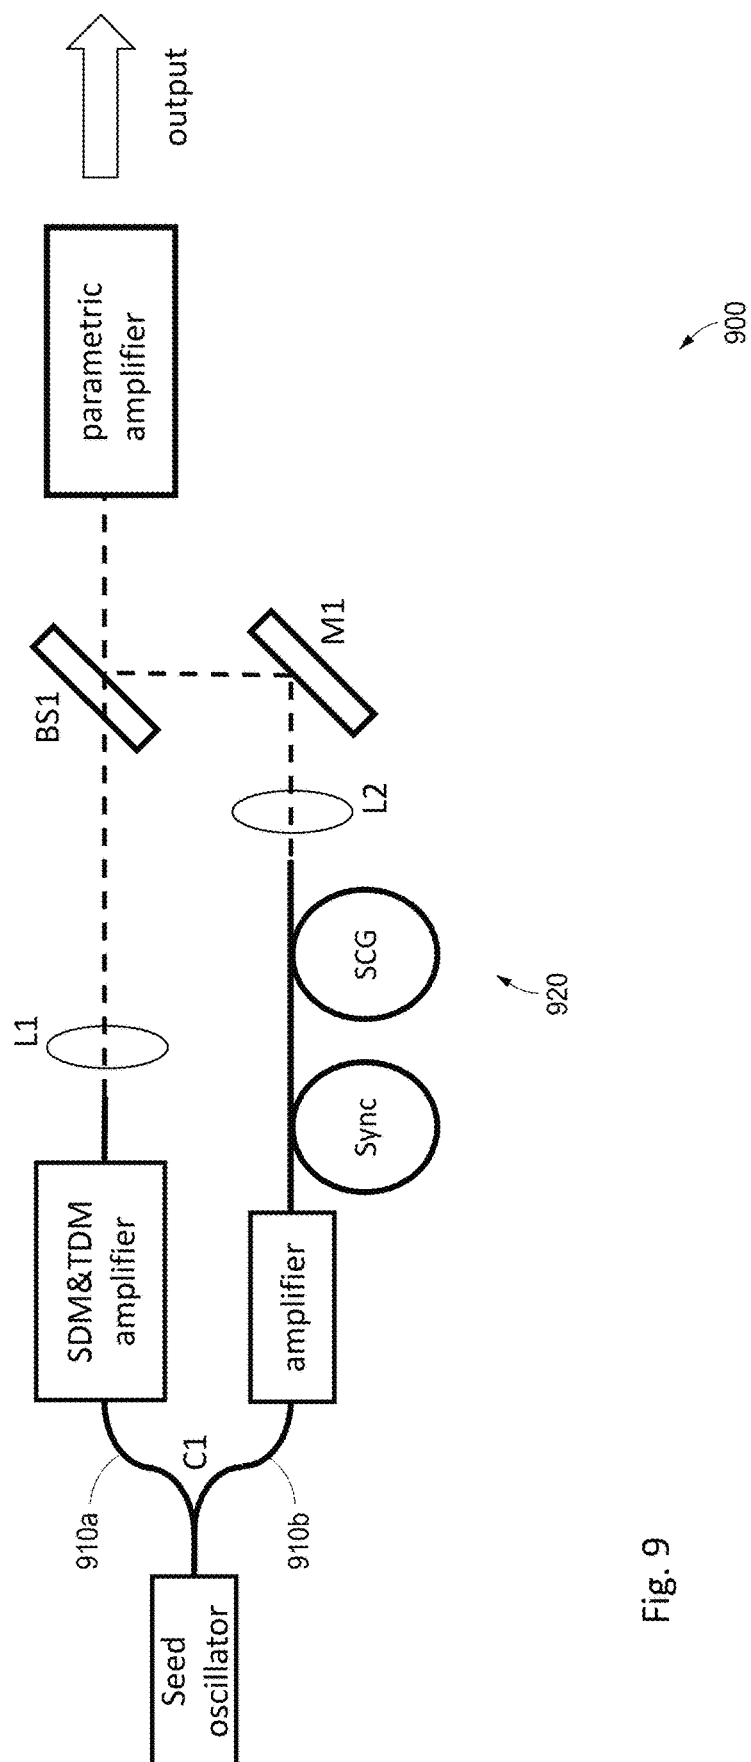 Seed
oscillator
910a
C1
910b
SDM&TDM
amplifier
amplifier
L1
Sync
SCG
920
L2
BS1
M1
parametric
amplifier
output
900
Fig. 9